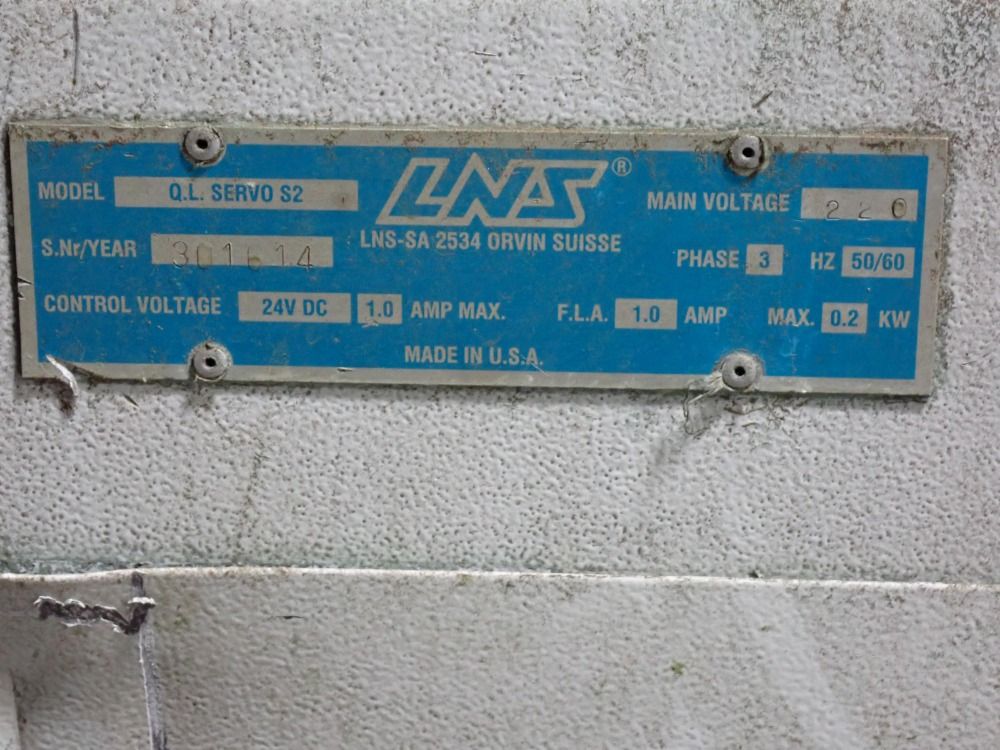 LNS®
MODEL Q.L. SERVO S2 MAIN VOLTAGE 220
LNS-SA 2534 ORVIN SUISSE
S.Nr/YEAR 301614 PHASE 3 HZ 50/60
CONTROL VOLTAGE 24V DC 1.0 AMP MAX. F.L.A. 1.0 AMP MAX. 0.2 KW
MADE IN U.S.A.